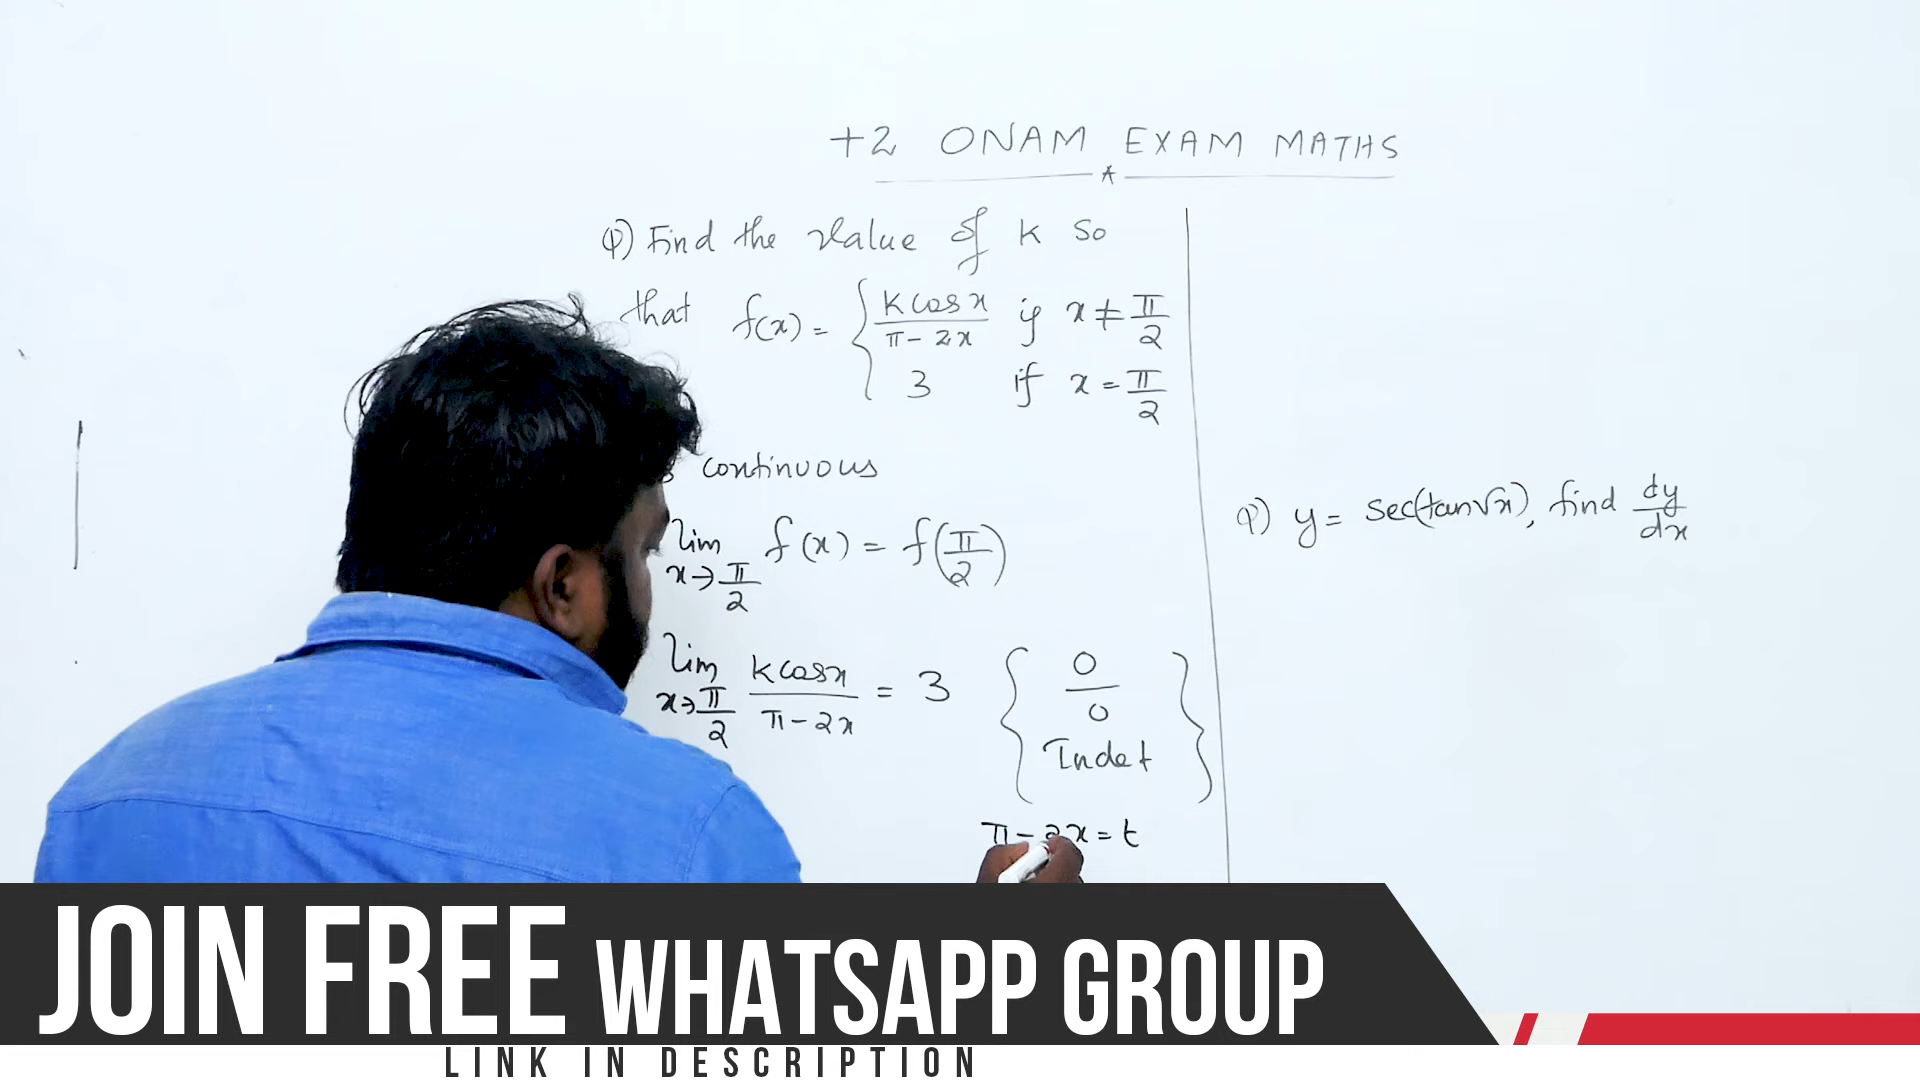 +2 ONAM EXAM MATHS
Q) Find the value of k so
that f(x) = { k cos x / π - 2x if x ≠ π/2
3 if x = π/2
continuous
lim x→π/2 f(x) = f(π/2)
lim x→π/2 k cos x / π - 2x = 3 { 0/0 Indet }
π - 2x = t
Q) y = sec(tan√x), find dy/dx
JOIN FREE WHATSAPP GROUP
LINK IN DESCRIPTION